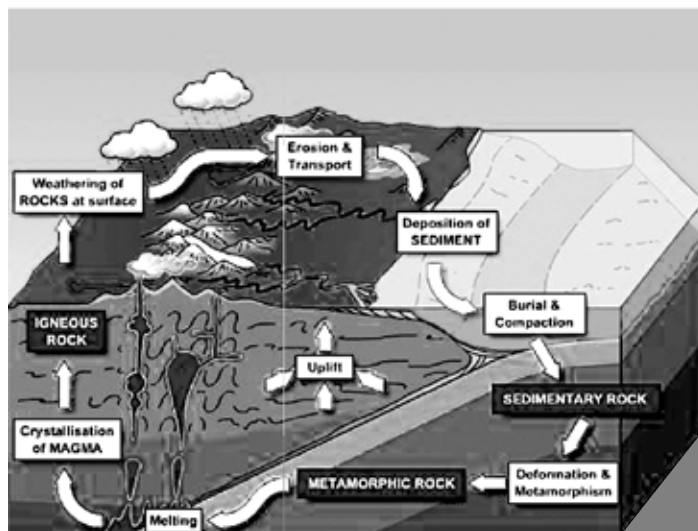 Erosion &
Transport
Weathering of
ROCKS at surface
Deposition of
SEDIMENT
Burial &
Compaction
IGNEOUS
ROCK
Uplift
SEDIMENTARY ROCK
Crystallisation
of MAGMA
Deformation &
Metamorphism
METAMORPHIC ROCK
Melting